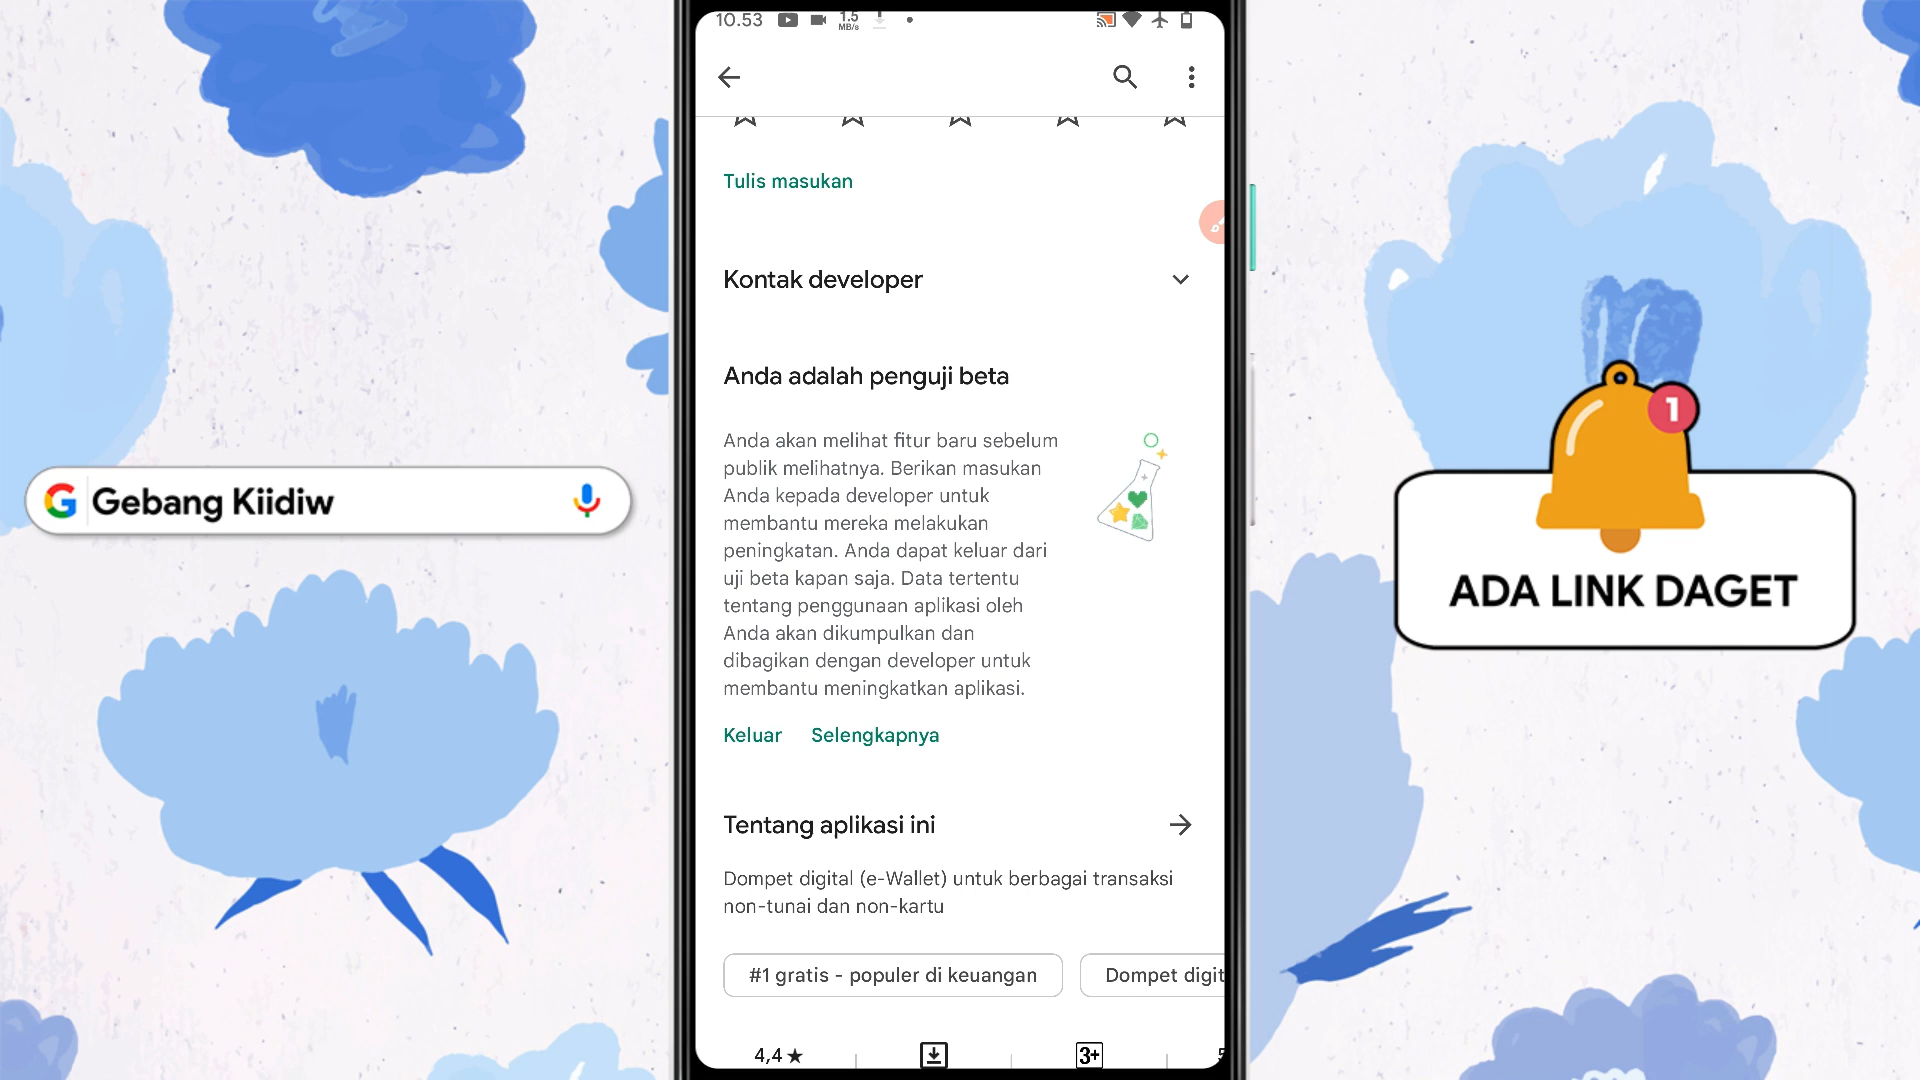 10.53
1.5
MB/s
Tulis masukan
Kontak developer
Anda adalah penguji beta
Anda akan melihat fitur baru sebelum
publik melihatnya. Berikan masukan
Anda kepada developer untuk
membantu mereka melakukan
peningkatan. Anda dapat keluar dari
uji beta kapan saja. Data tertentu
tentang penggunaan aplikasi oleh
Anda akan dikumpulkan dan
dibagikan dengan developer untuk
membantu meningkatkan aplikasi.
Keluar Selengkapnya
Tentang aplikasi ini
Dompet digital (e-Wallet) untuk berbagai transaksi
non-tunai dan non-kartu
#1 gratis - populer di keuangan
Dompet digit
4,4★
3+
Gebang Kiidiw
1
ADA LINK DAGET